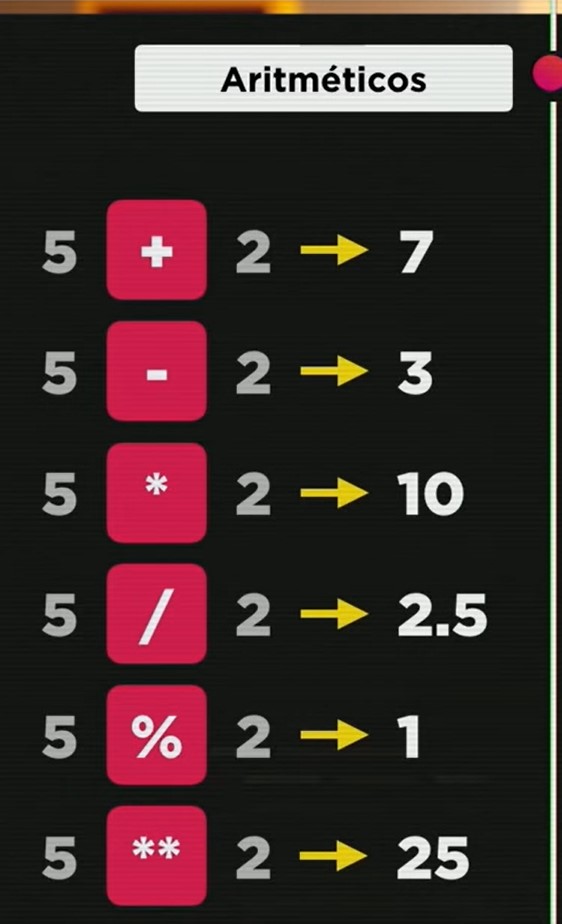 Aritméticos
5 + 2 → 7
5 - 2 → 3
5 * 2 → 10
5 / 2 → 2.5
5 % 2 → 1
5 ** 2 → 25